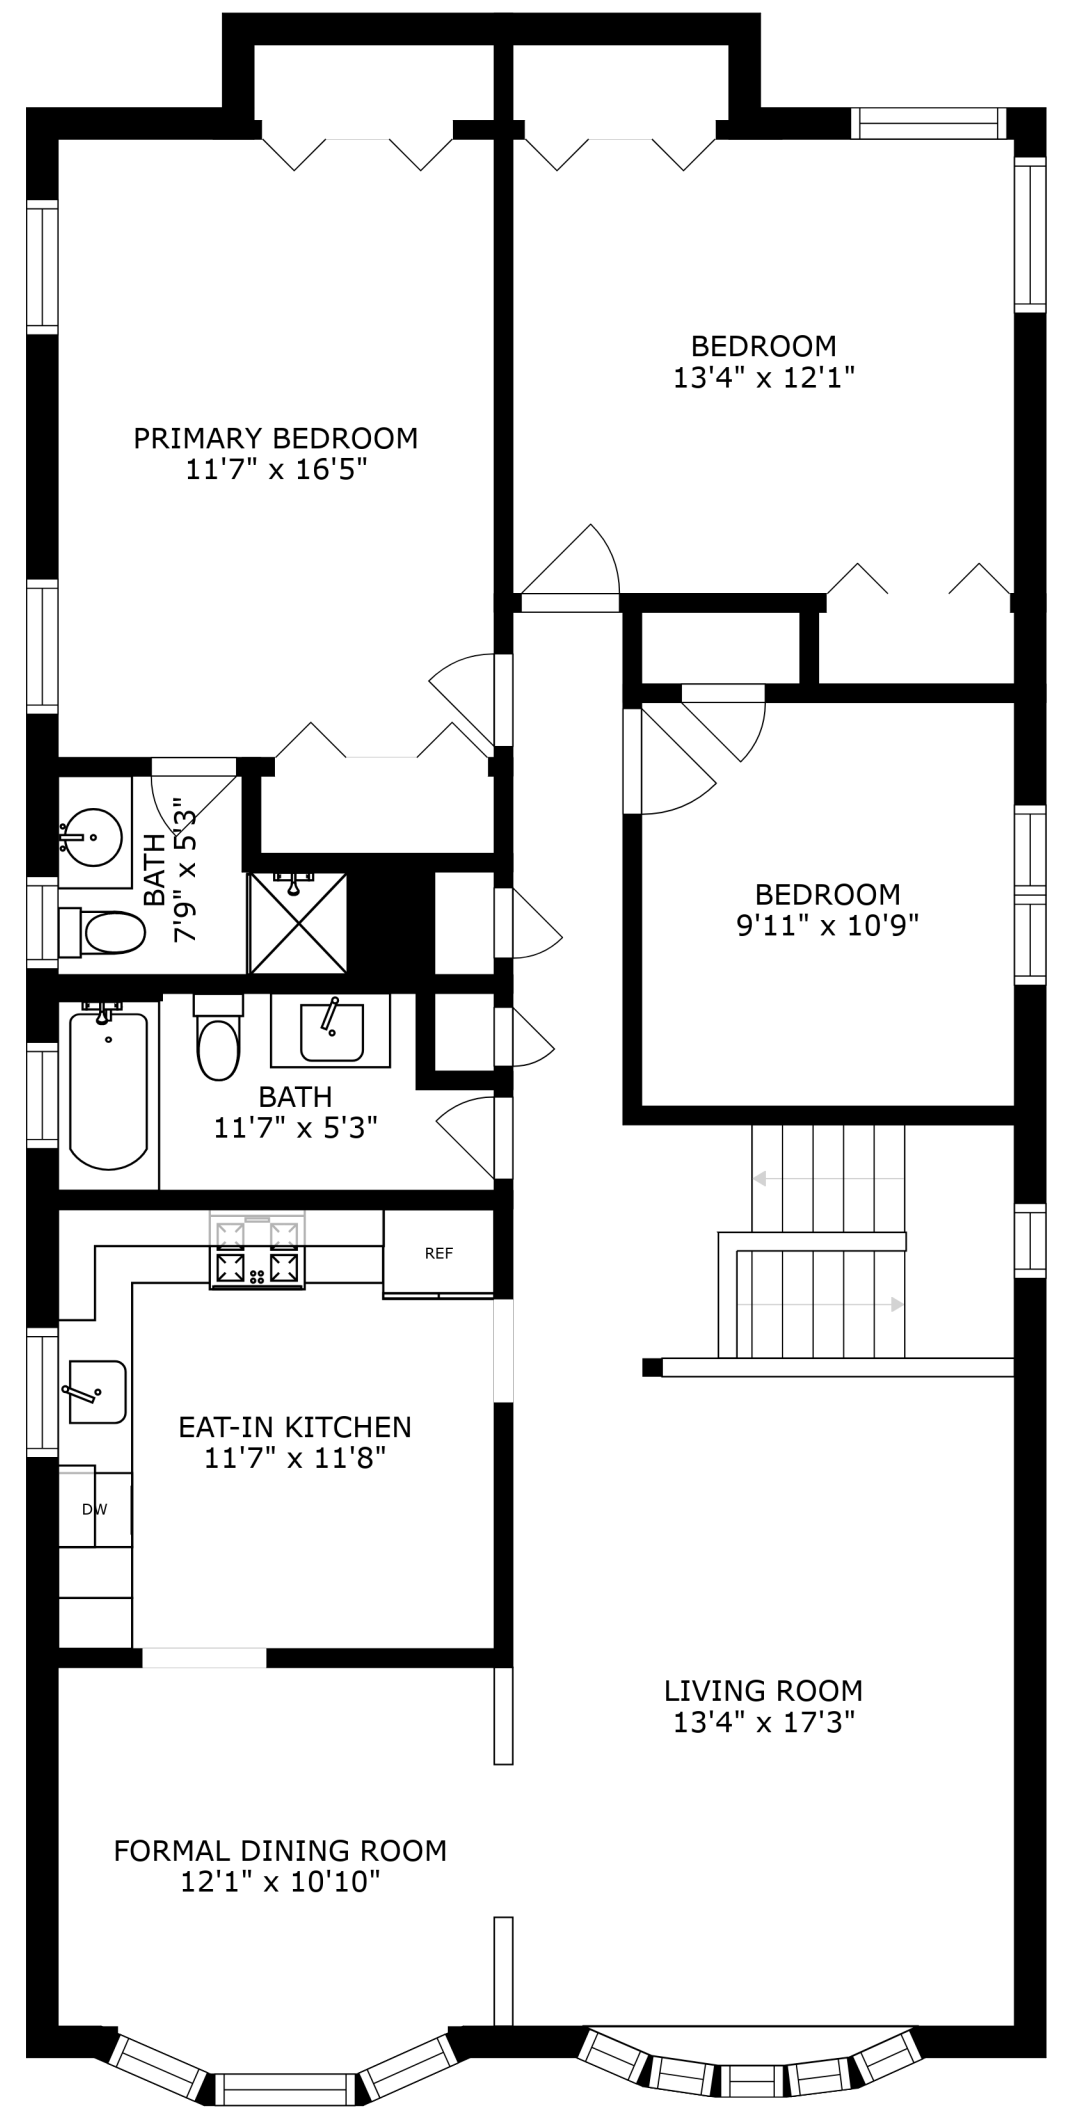 BEDROOM
13'4" x 12'1"
PRIMARY BEDROOM
11'7" x 16'5"
BATH
7'9" x 5'3"
BEDROOM
9'11" x 10'9"
BATH
11'7" x 5'3"
REF
EAT-IN KITCHEN
11'7" x 11'8"
DW
LIVING ROOM
13'4" x 17'3"
FORMAL DINING ROOM
12'1" x 10'10"